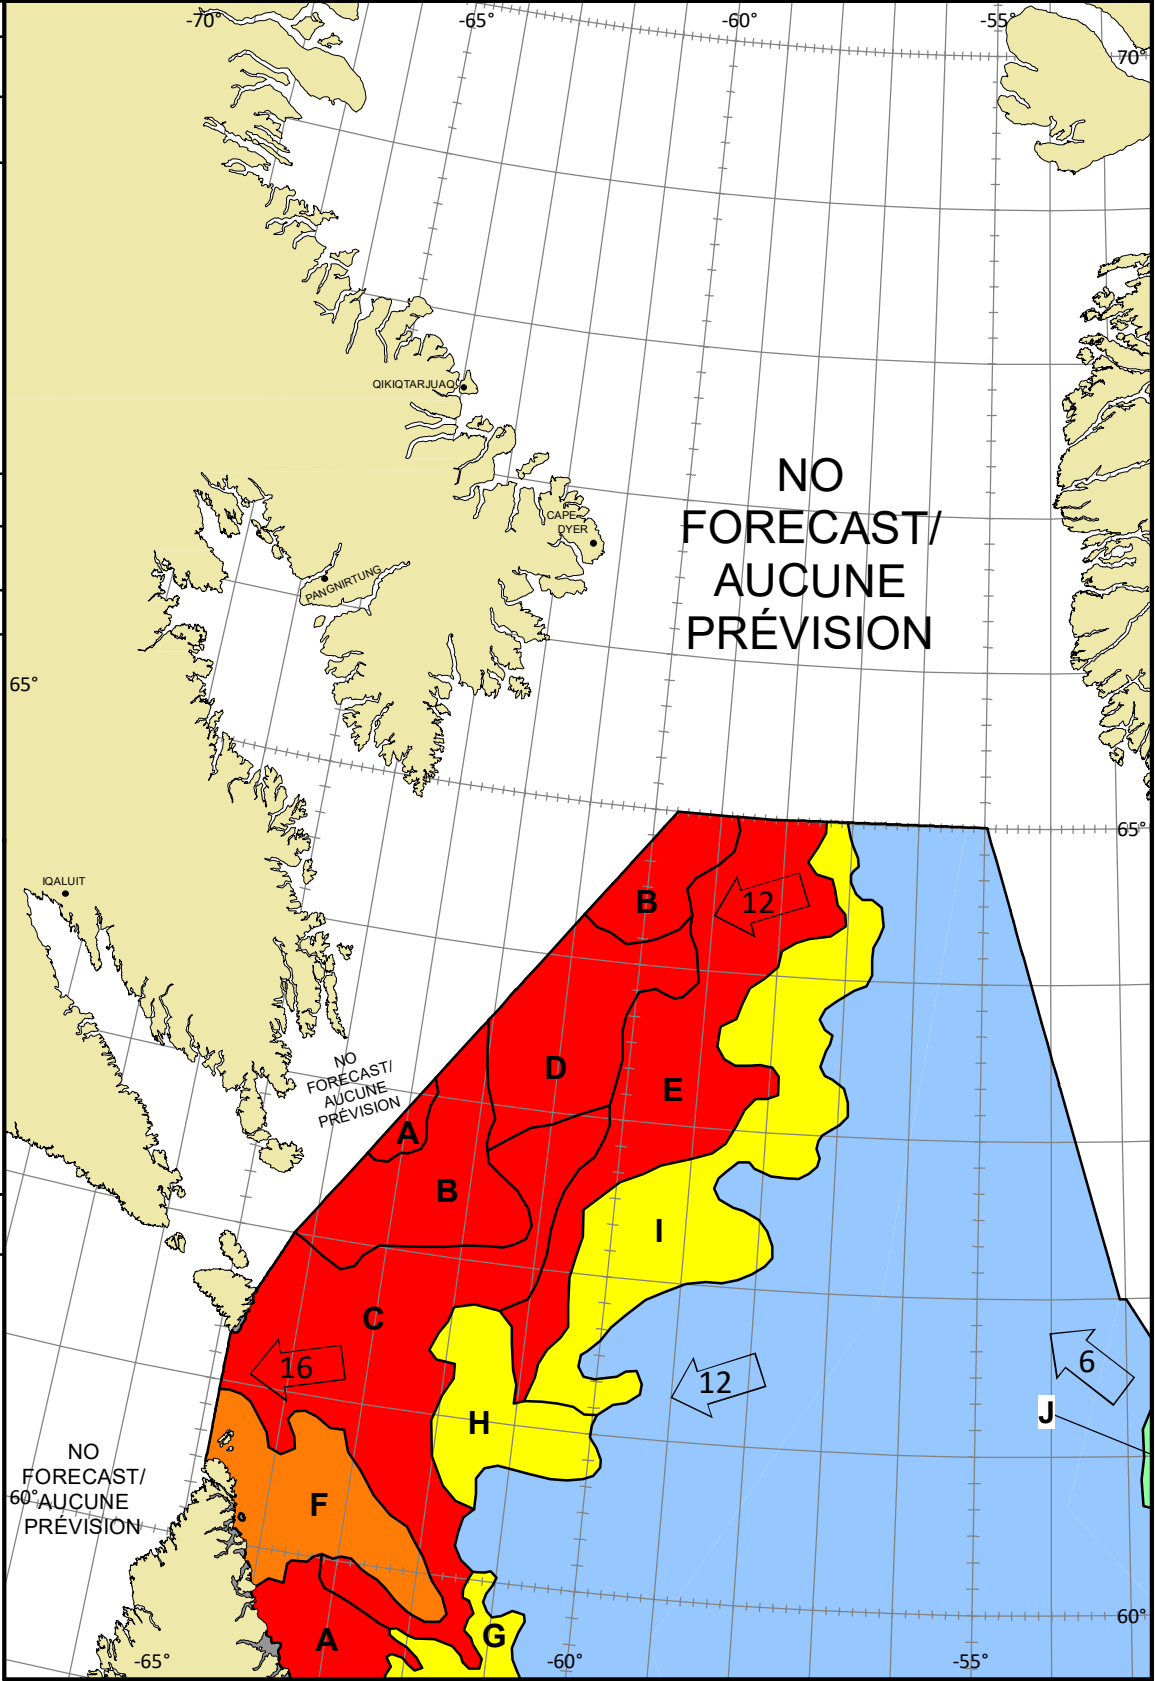 -70°
-65°
-60°
-55°
70°
QIKIQTARJUAQ
CAPE
DYER
NO
FORECAST/
AUCUNE
PRÉVISION
PANGNIRTUNG
65°
65°
IQALUIT
B
12
NO
FORECAST/
AUCUNE
PRÉVISION
D
E
A
B
I
C
16
12
6
J
H
NO
FORECAST/
AUCUNE
PRÉVISION
60°
F
60°
A
G
-65°
-60°
-55°